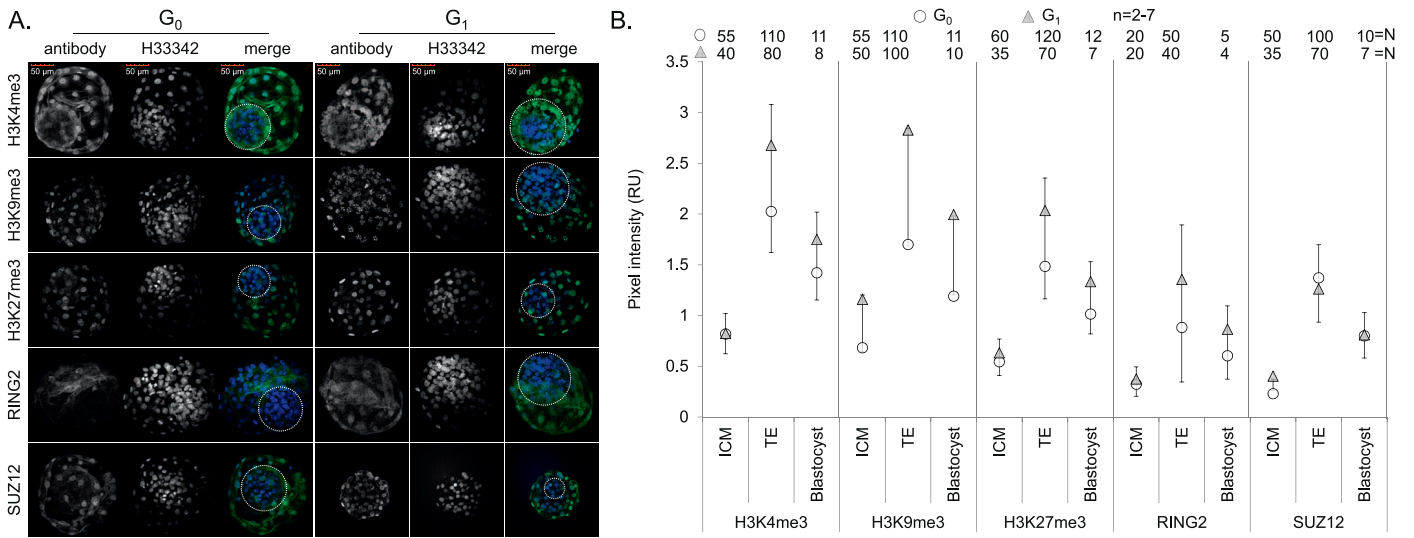 A.
G0
G1
antibody H33342 merge antibody H33342 merge
50 µm 50 µm 50 µm 50 µm 50 µm 50 µm
H3K4me3
H3K9me3
H3K27me3
RING2
SUZ12
B.
G0 G1 n=2-7
55 110 11 55 110 11 60 120 12 20 50 5 50 100 10=N
40 80 8 50 100 10 35 70 7 20 40 4 35 70 7=N
Pixel intensity (RU)
3.5
3
2.5
2
1.5
1
0.5
0
ICM TE Blastocyst ICM TE Blastocyst ICM TE Blastocyst ICM TE Blastocyst ICM TE Blastocyst
H3K4me3 H3K9me3 H3K27me3 RING2 SUZ12